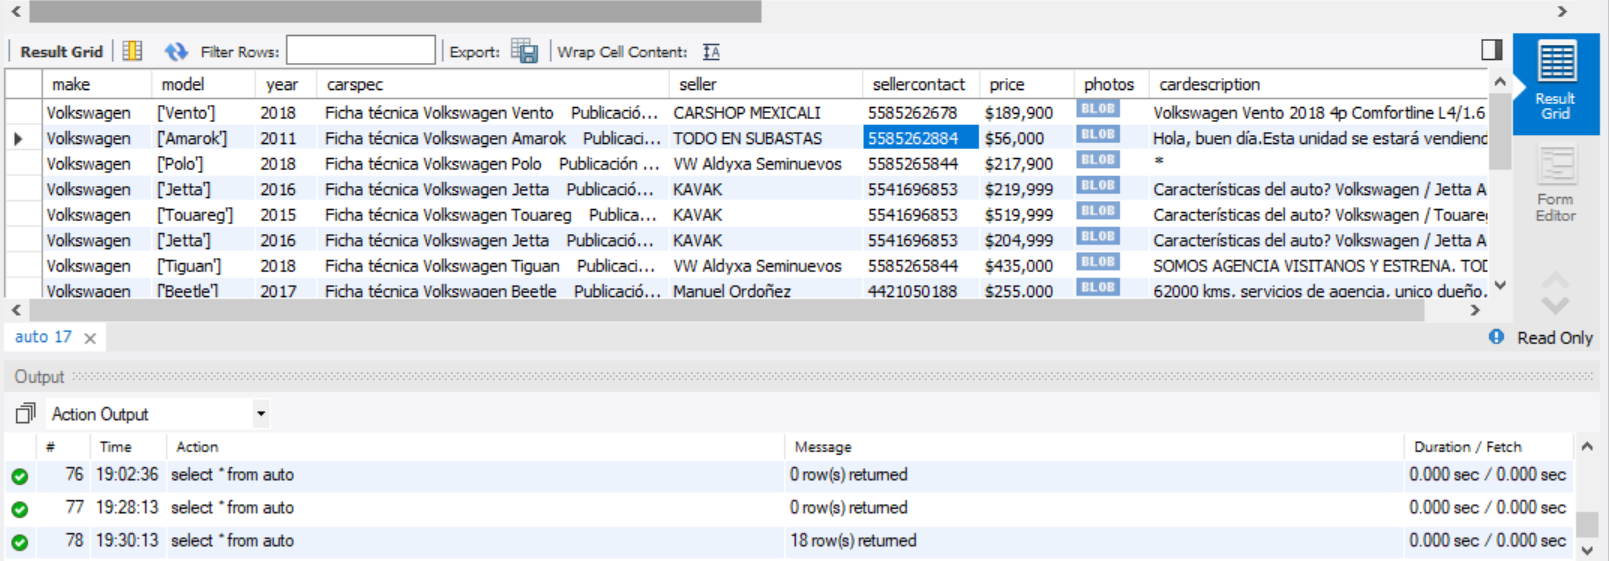 Result Grid Filter Rows: Export: Wrap Cell Content: IA
make model year carspec seller sellercontact price photos cardescription
Volkswagen ['Vento'] 2018 Ficha técnica Volkswagen Vento Publicació... CARSHOP MEXICALI 5585262678 $189,900 BLOB Volkswagen Vento 2018 4p Comfortline L4/1.6
Volkswagen ['Amarok'] 2011 Ficha técnica Volkswagen Amarok Publicaci... TODO EN SUBASTAS 5585262884 $56,000 BLOB Hola, buen día.Esta unidad se estará vendiend
Volkswagen ['Polo'] 2018 Ficha técnica Volkswagen Polo Publicación ... VW Aldyxa Seminuevos 5585265844 $217,900 BLOB *
Volkswagen ['Jetta'] 2016 Ficha técnica Volkswagen Jetta Publicació... KAVAK 5541696853 $219,999 BLOB Características del auto? Volkswagen / Jetta A
Volkswagen ['Touareg'] 2015 Ficha técnica Volkswagen Touareg Publica... KAVAK 5541696853 $519,999 BLOB Características del auto? Volkswagen / Touareg
Volkswagen ['Jetta'] 2016 Ficha técnica Volkswagen Jetta Publicació... KAVAK 5541696853 $204,999 BLOB Características del auto? Volkswagen / Jetta A
Volkswagen ['Tiguan'] 2018 Ficha técnica Volkswagen Tiguan Publicaci... VW Aldyxa Seminuevos 5585265844 $435,000 BLOB SOMOS AGENCIA VISITANOS Y ESTRENA. TOD
Volkswagen ['Beetle'] 2017 Ficha técnica Volkswagen Beetle Publicació... Manuel Ordoñez 4421050188 $255,000 BLOB 62000 kms, servicios de agencia, unico dueño,
Result
Grid
Form
Editor
auto 17 Read Only
Output
Action Output
# Time Action Message Duration / Fetch
76 19:02:36 select * from auto 0 row(s) returned 0.000 sec / 0.000 sec
77 19:28:13 select * from auto 0 row(s) returned 0.000 sec / 0.000 sec
78 19:30:13 select * from auto 18 row(s) returned 0.000 sec / 0.000 sec